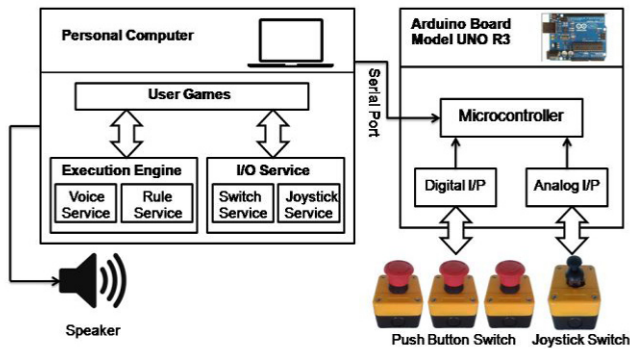 Personal Computer
User Games
Execution Engine
Voice
Service
Rule
Service
I/O Service
Switch
Service
Joystick
Service
Speaker
Serial Port
Arduino Board
Model UNO R3
Microcontroller
Digital I/P
Analog I/P
Push Button Switch
Joystick Switch